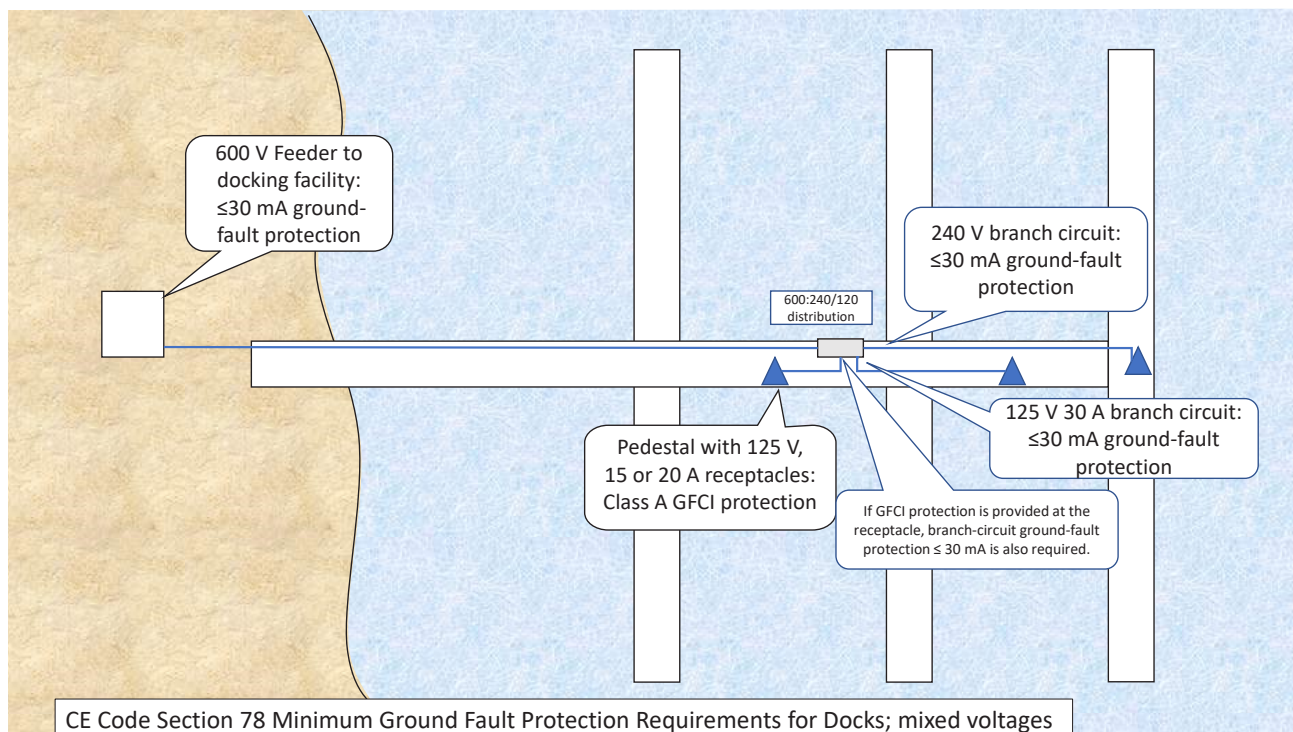 600 V Feeder to
docking facility:
≤30 mA ground-
fault protection
240 V branch circuit:
≤30 mA ground-fault
protection
600:240/120
distribution
125 V 30 A branch circuit:
≤30 mA ground-fault
protection
Pedestal with 125 V,
15 or 20 A receptacles:
Class A GFCI protection
If GFCI protection is provided at the
receptacle, branch-circuit ground-fault
protection ≤ 30 mA is also required.
CE Code Section 78 Minimum Ground Fault Protection Requirements for Docks; mixed voltages